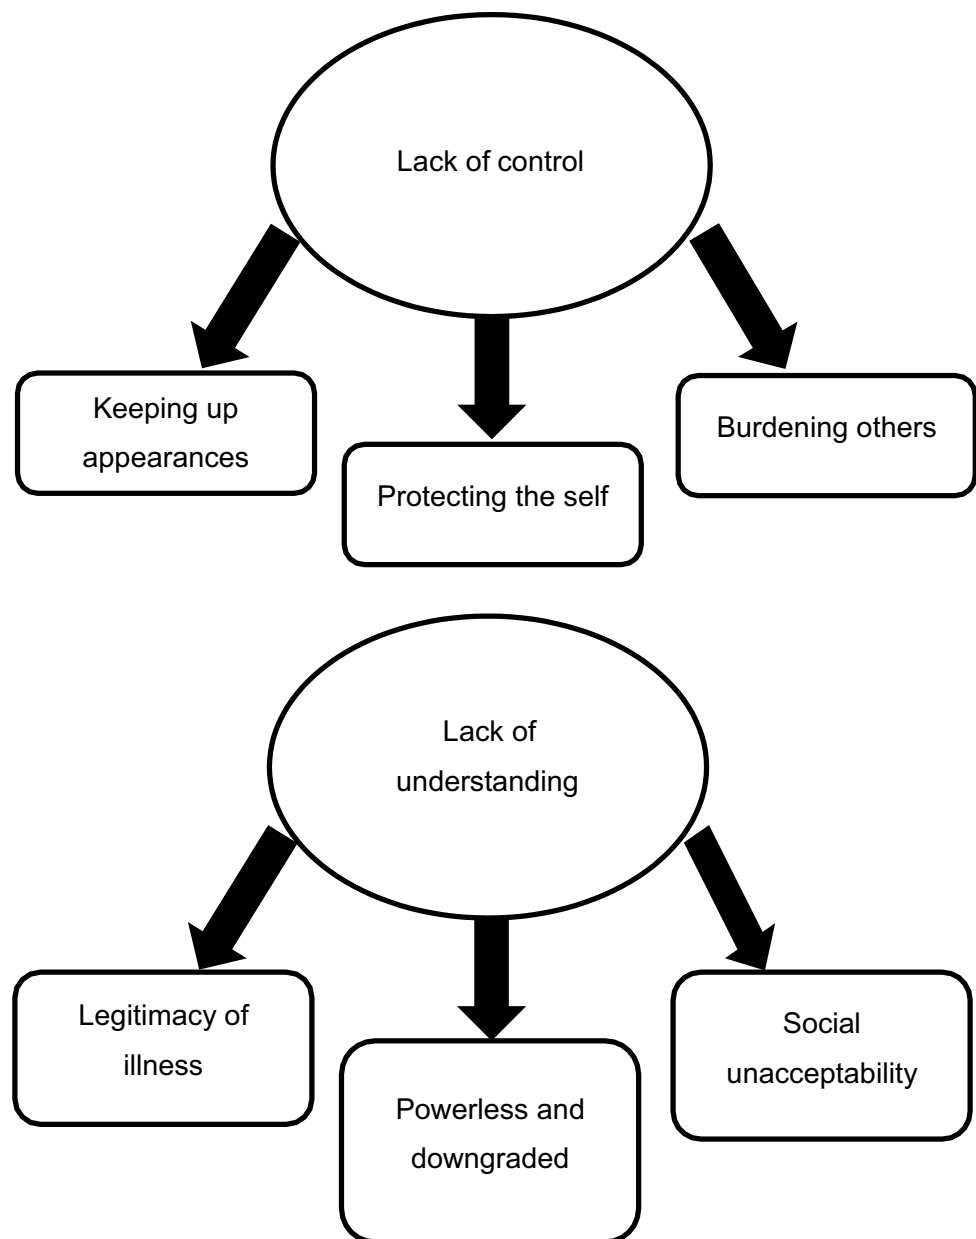 Lack of control
Keeping up
appearances
Protecting the self
Burdening others
Lack of
understanding
Legitimacy of
illness
Powerless and
downgraded
Social
unacceptability